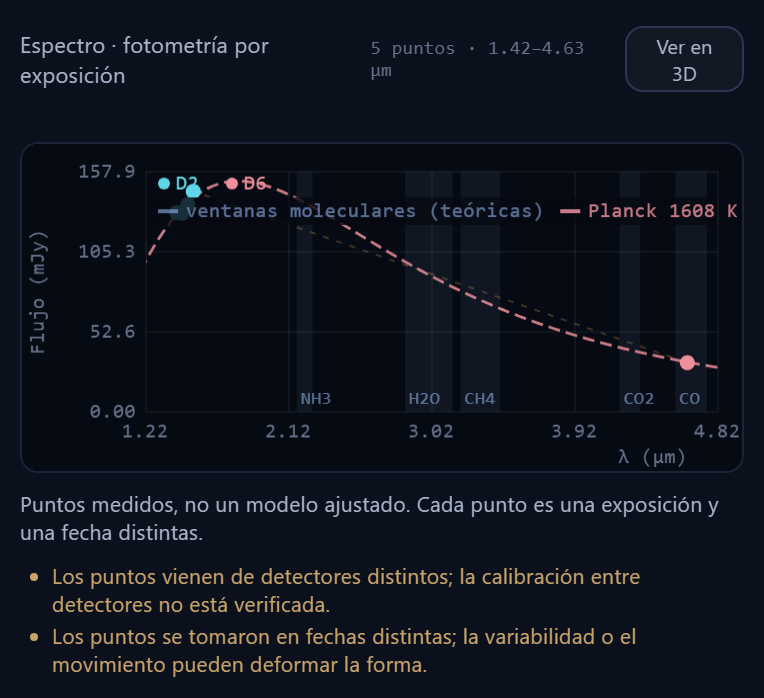 Espectro · fotometría por
exposición
5 puntos · 1.42–4.63
μm
Ver en
3D
157.9
D2
D6
ventanas moleculares (teóricas)
Planck 1608 K
105.3
Flujo (mJy)
52.6
NH3
H2O
CH4
CO2
CO
0.00
1.22
2.12
3.02
3.92
4.82
λ (μm)
Puntos medidos, no un modelo ajustado. Cada punto es una exposición y
una fecha distintas.
Los puntos vienen de detectores distintos; la calibración entre
detectores no está verificada.
Los puntos se tomaron en fechas distintas; la variabilidad o el
movimiento pueden deformar la forma.